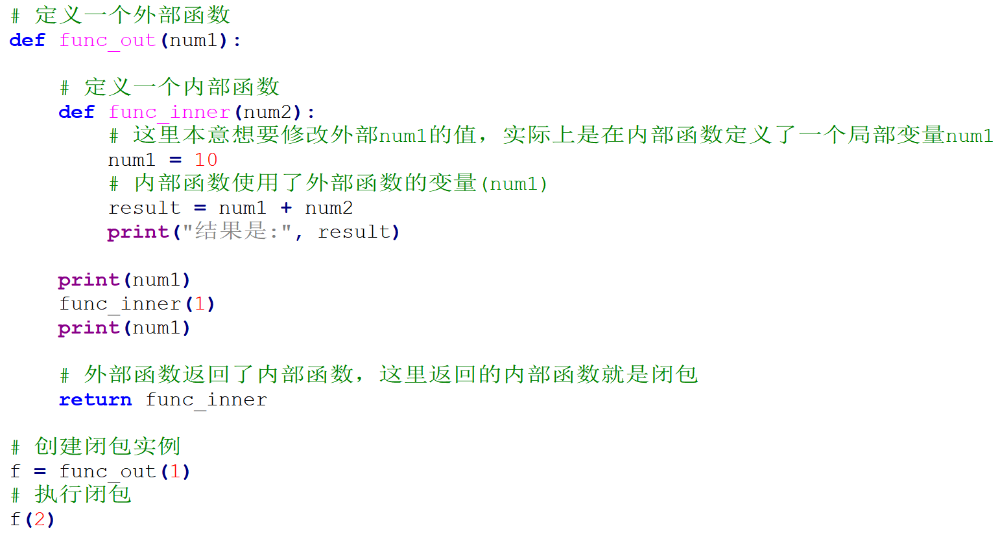 # 定义一个外部函数
def func_out(num1):
    # 定义一个内部函数
    def func_inner(num2):
        # 这里本意想要修改外部num1的值，实际上是在内部函数定义了一个局部变量num1
        num1 = 10
        # 内部函数使用了外部函数的变量(num1)
        result = num1 + num2
        print("结果是:", result)
    print(num1)
    func_inner(1)
    print(num1)
    # 外部函数返回了内部函数，这里返回的内部函数就是闭包
    return func_inner
# 创建闭包实例
f = func_out(1)
# 执行闭包
f(2)